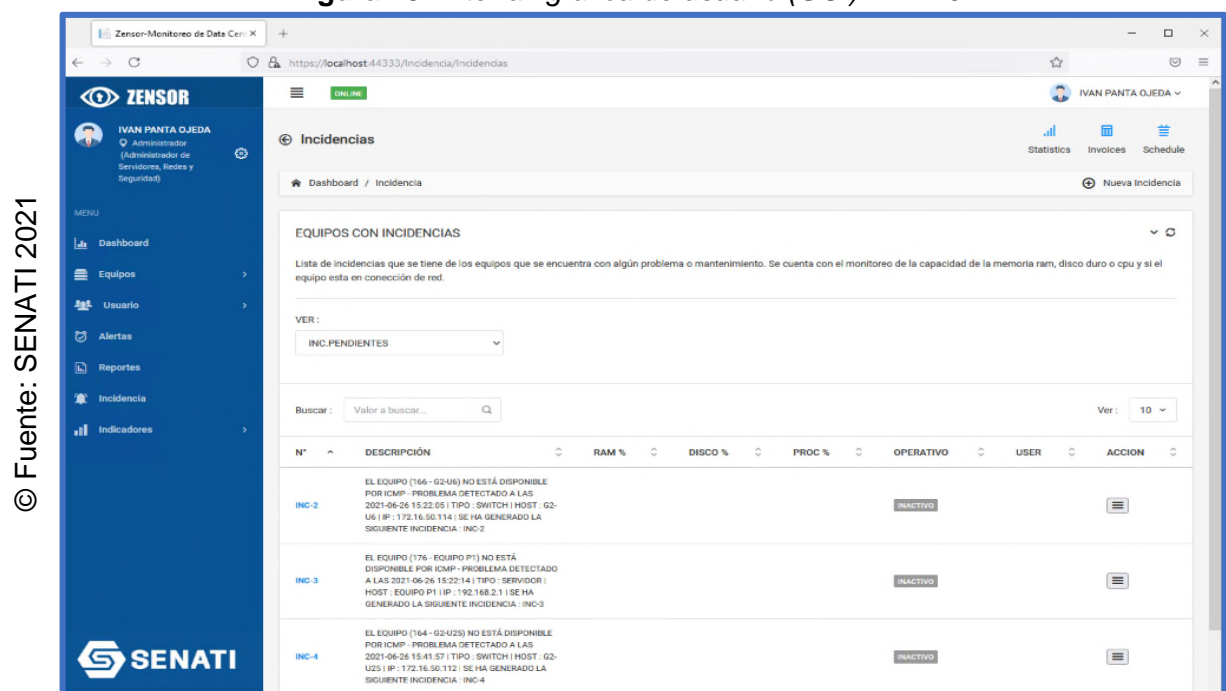 Zensor-Monitoreo de Data Cen
https://localhost:44333/Incidencia/Incidencias
ZENSOR
ONLINE
IVAN PANTA OJEDA
IVAN PANTA OJEDA
Administrador
(Administrador de
Servidores, Redes y
Seguridad)
Incidencias
Statistics
Invoices
Schedule
Dashboard / Incidencia
Nueva Incidencia
MENU
Dashboard
Equipos
Usuario
Alertas
Reportes
Incidencia
Indicadores
EQUIPOS CON INCIDENCIAS
Lista de incidencias que se tiene de los equipos que se encuentra con algún problema o mantenimiento. Se cuenta con el monitoreo de la capacidad de la memoria ram, disco duro o cpu y si el
equipo esta en conección de red.
VER :
INC.PENDIENTES
Buscar :
Valor a buscar...
Ver :
10
N° DESCRIPCIÓN RAM % DISCO % PROC % OPERATIVO USER ACCION
INC-2
EL EQUIPO (166 - G2-U6) NO ESTÁ DISPONIBLE
POR ICMP - PROBLEMA DETECTADO A LAS
2021-06-26 15:22:05 | TIPO : SWITCH | HOST : G2-
U6 | IP : 172.16.50.114 | SE HA GENERADO LA
SIGUIENTE INCIDENCIA : INC-2
INACTIVO
INC-3
EL EQUIPO (176 - EQUIPO P1) NO ESTÁ
DISPONIBLE POR ICMP - PROBLEMA DETECTADO
A LAS 2021-06-26 15:22:14 | TIPO : SERVIDOR |
HOST : EQUIPO P1 | IP : 192.168.2.1 | SE HA
GENERADO LA SIGUIENTE INCIDENCIA : INC-3
INACTIVO
INC-4
EL EQUIPO (164 - G2-U25) NO ESTÁ DISPONIBLE
POR ICMP - PROBLEMA DETECTADO A LAS
2021-06-26 15:41:57 | TIPO : SWITCH | HOST : G2-
U25 | IP : 172.16.50.112 | SE HA GENERADO LA
SIGUIENTE INCIDENCIA : INC-4
INACTIVO
SENATI
© Fuente: SENATI 2021